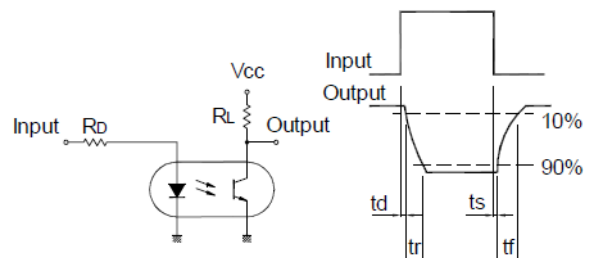 Vcc
RL
Input RD Output
Input
Output
10%
90%
td ts
tr tf